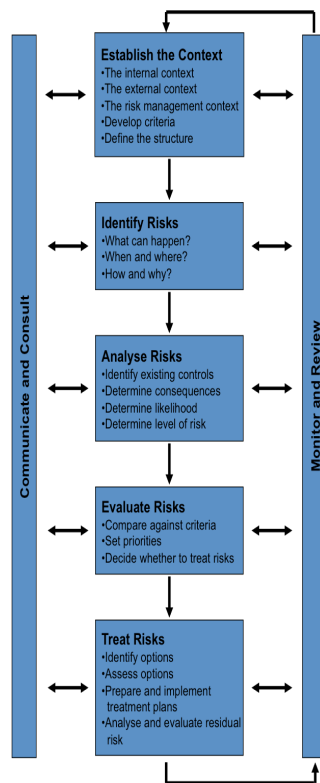 Establish the Context
•The internal context
•The external context
•The risk management context
•Develop criteria
•Define the structure
Identify Risks
•What can happen?
•When and where?
•How and why?
Analyse Risks
•Identify existing controls
•Determine consequences
•Determine likelihood
•Determine level of risk
Evaluate Risks
•Compare against criteria
•Set priorities
•Decide whether to treat risks
Treat Risks
•Identify options
•Assess options
•Prepare and implement
treatment plans
•Analyse and evaluate residual
risk
Communicate and Consult
Monitor and Review